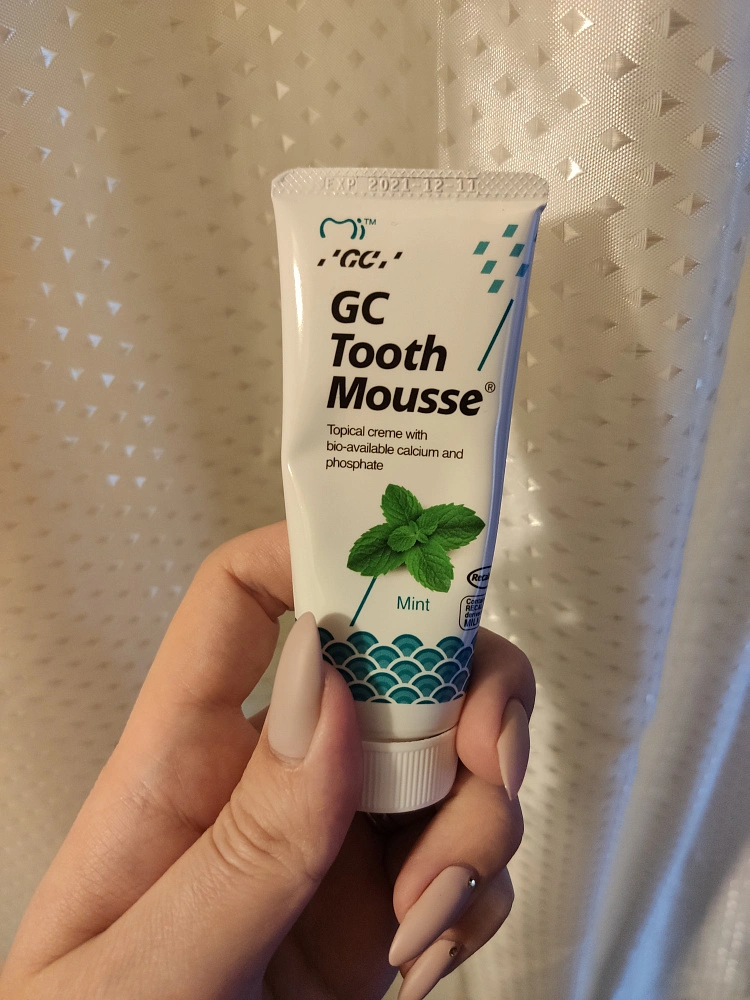 EXP 2021-12-11
Mi™
GC
GC
Tooth
Mousse®
Topical creme with
bio-available calcium and
phosphate
Mint